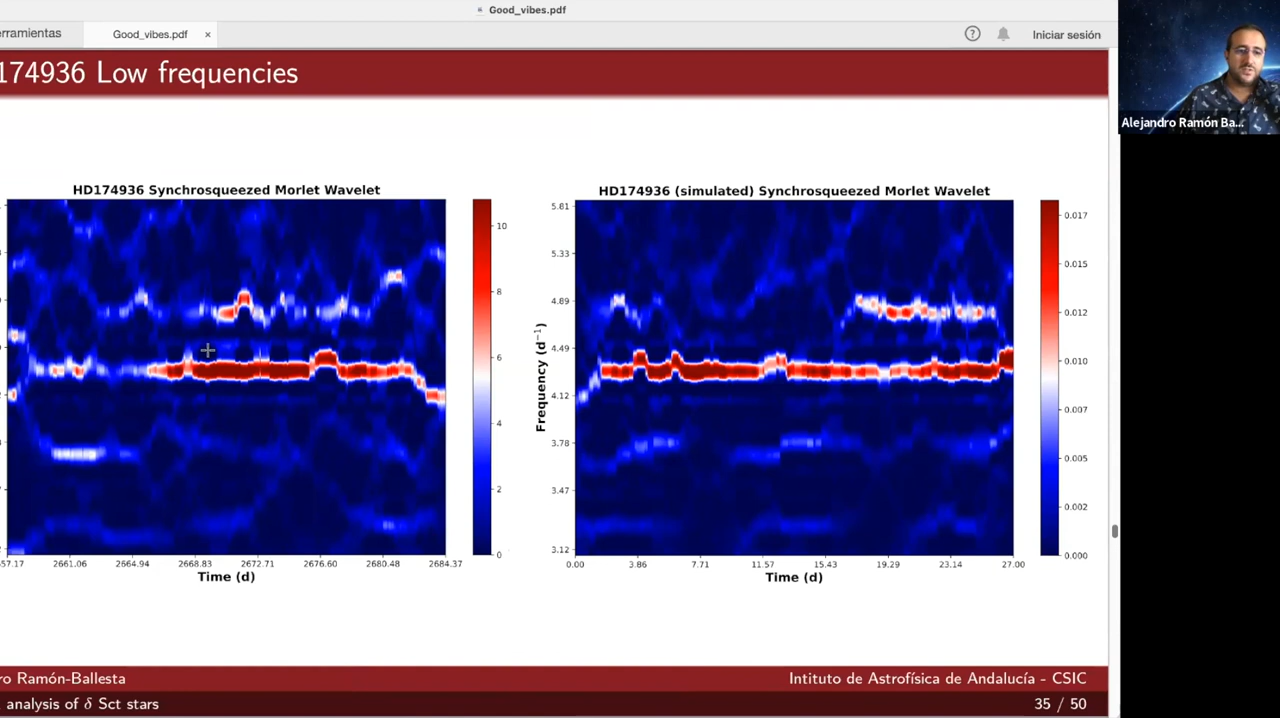 Good_vibes.pdf
erramientas
Good_vibes.pdf ×
? Iniciar sesión
174936 Low frequencies
Alejandro Ramón Ba...
HD174936 Synchrosqueezed Morlet Wavelet
10
8
6
4
2
0
57.17 2661.06 2664.94 2668.83 2672.71 2676.60 2680.48 2684.37
Time (d)
HD174936 (simulated) Synchrosqueezed Morlet Wavelet
Frequency (d⁻¹)
5.81
5.33
4.89
4.49
4.12
3.78
3.47
3.12
0.00 3.86 7.71 11.57 15.43 19.29 23.14 27.00
Time (d)
0.017
0.015
0.012
0.010
0.007
0.005
0.002
0.000
ro Ramón-Ballesta Intituto de Astrofísica de Andalucía - CSIC
analysis of δ Sct stars 35 / 50